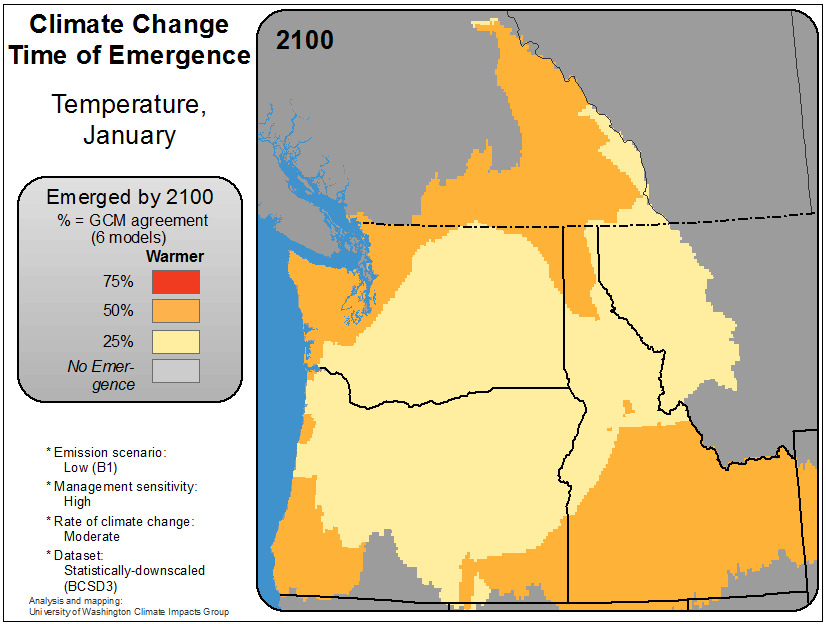 Climate Change
Time of Emergence
Temperature,
January
2100
Emerged by 2100
% = GCM agreement
(6 models)
Warmer
75%
50%
25%
No Emer-
gence
* Emission scenario:
Low (B1)
* Management sensitivity:
High
* Rate of climate change:
Moderate
* Dataset:
Statistically-downscaled
(BCSD3)
Analysis and mapping:
University of Washington Climate Impacts Group